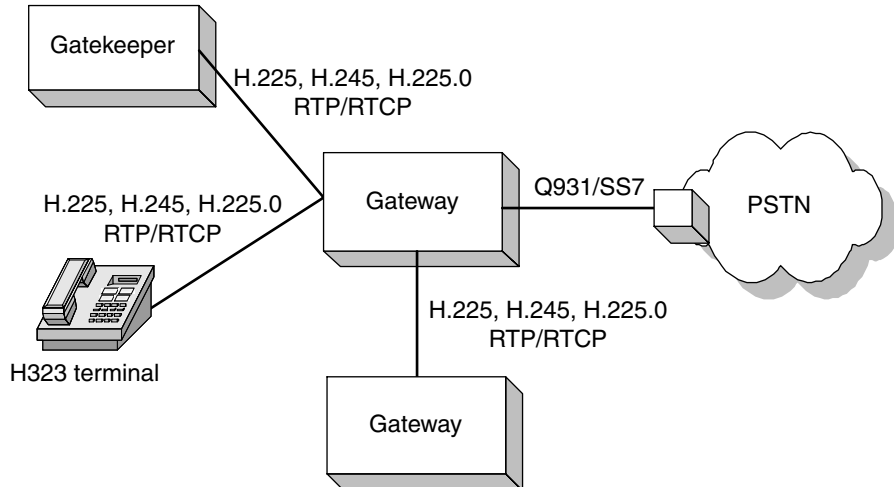 Gatekeeper
H.225, H.245, H.225.0
RTP/RTCP
H.225, H.245, H.225.0
RTP/RTCP
Gateway
Q931/SS7
PSTN
H323 terminal
H.225, H.245, H.225.0
RTP/RTCP
Gateway